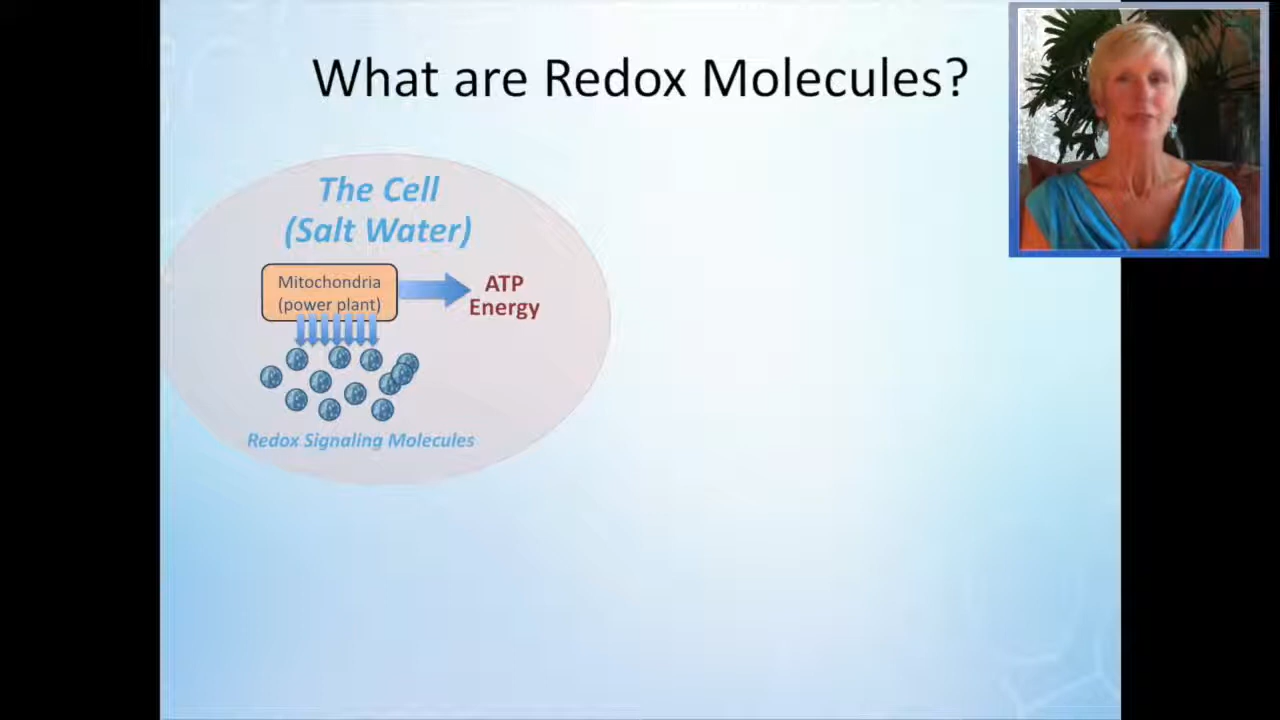 What are Redox Molecules?
The Cell
(Salt Water)
Mitochondria
(power plant)
ATP
Energy
Redox Signaling Molecules